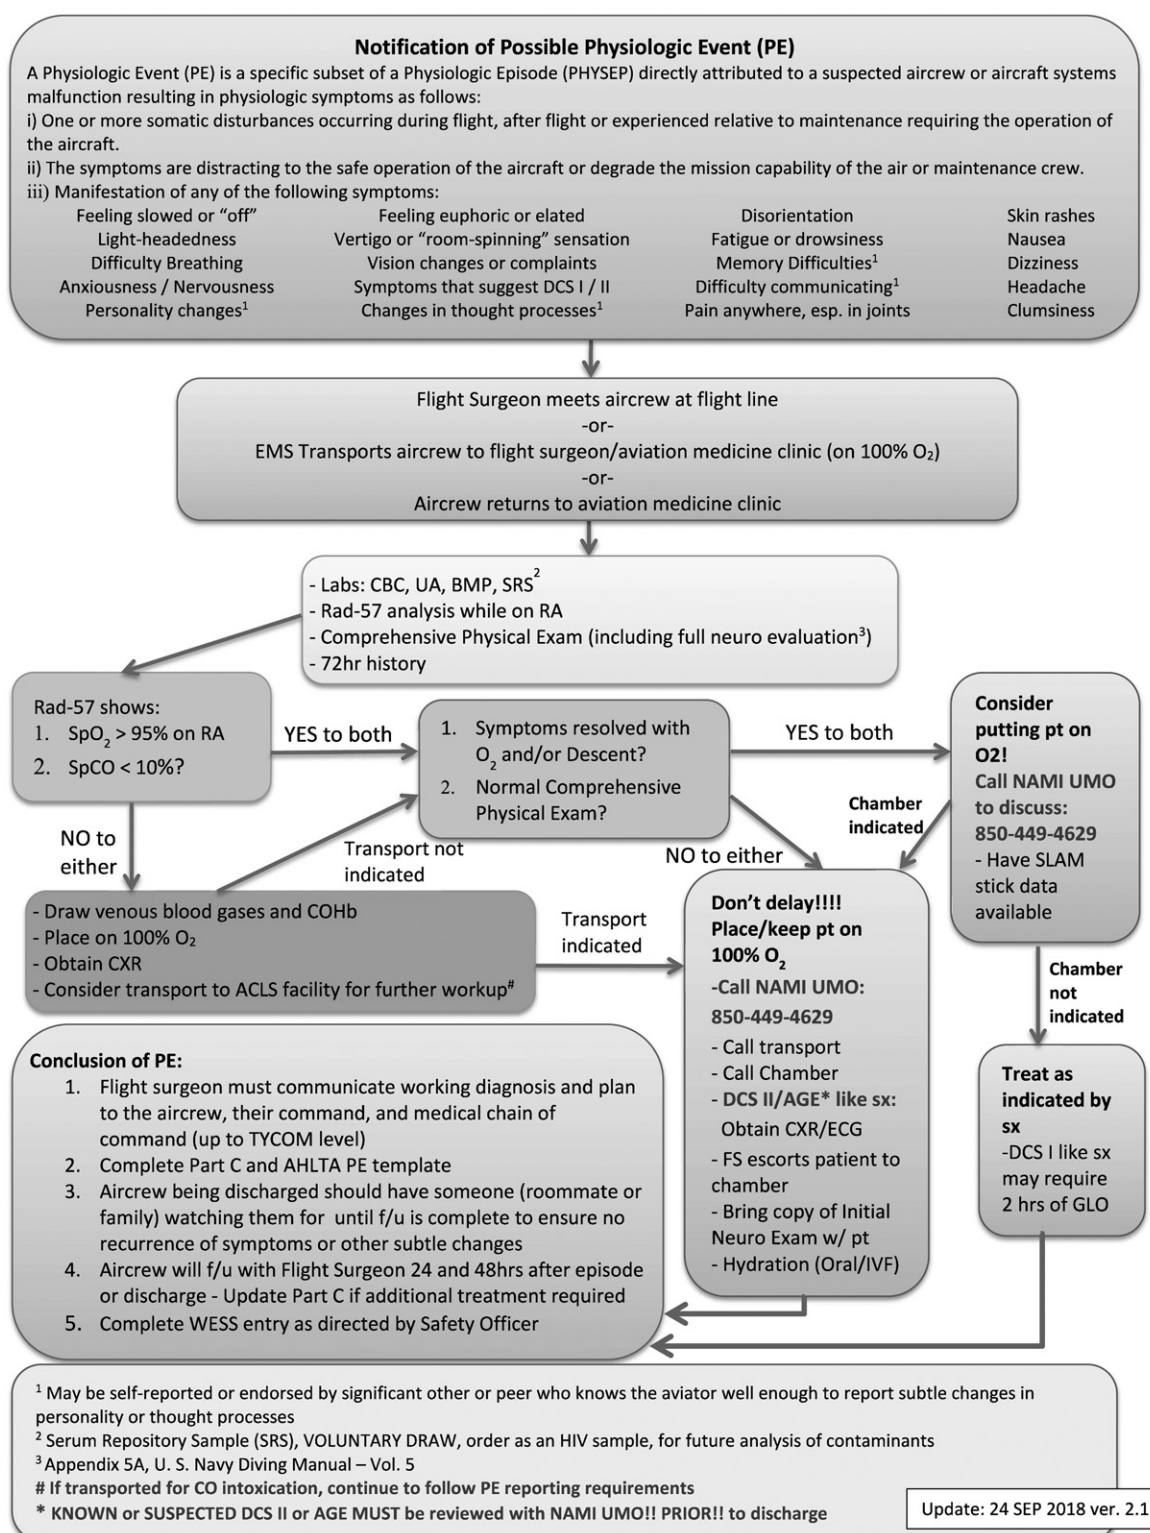 Notification of Possible Physiologic Event (PE)
A Physiologic Event (PE) is a specific subset of a Physiologic Episode (PHYSEP) directly attributed to a suspected aircrew or aircraft systems
malfunction resulting in physiologic symptoms as follows:
i) One or more somatic disturbances occurring during flight, after flight or experienced relative to maintenance requiring the operation of
the aircraft.
ii) The symptoms are distracting to the safe operation of the aircraft or degrade the mission capability of the air or maintenance crew.
iii) Manifestation of any of the following symptoms:
Feeling slowed or “off” Feeling euphoric or elated Disorientation Skin rashes
Light-headedness Vertigo or “room-spinning” sensation Fatigue or drowsiness Nausea
Difficulty Breathing Vision changes or complaints Memory Difficulties¹ Dizziness
Anxiousness / Nervousness Symptoms that suggest DCS I / II Difficulty communicating¹ Headache
Personality changes¹ Changes in thought processes¹ Pain anywhere, esp. in joints Clumsiness
Flight Surgeon meets aircrew at flight line
-or-
EMS Transports aircrew to flight surgeon/aviation medicine clinic (on 100% O₂)
-or-
Aircrew returns to aviation medicine clinic
- Labs: CBC, UA, BMP, SRS²
- Rad-57 analysis while on RA
- Comprehensive Physical Exam (including full neuro evaluation³)
- 72hr history
Rad-57 shows:
1. SpO₂ > 95% on RA
2. SpCO < 10%?
YES to both
NO to
either
1. Symptoms resolved with
O₂ and/or Descent?
2. Normal Comprehensive
Physical Exam?
YES to both
NO to either
Consider
putting pt on
O2!
Call NAMI UMO
to discuss:
850-449-4629
- Have SLAM
stick data
available
Chamber
indicated
Transport not
indicated
- Draw venous blood gases and COHb
- Place on 100% O₂
- Obtain CXR
- Consider transport to ACLS facility for further workup#
Transport
indicated
Don’t delay!!!!
Place/keep pt on
100% O₂
-Call NAMI UMO:
850-449-4629
- Call transport
- Call Chamber
- DCS II/AGE* like sx:
Obtain CXR/ECG
- FS escorts patient to
chamber
- Bring copy of Initial
Neuro Exam w/ pt
- Hydration (Oral/IVF)
Chamber
not
indicated
Treat as
indicated by
sx
-DCS I like sx
may require
2 hrs of GLO
Conclusion of PE:
1. Flight surgeon must communicate working diagnosis and plan
to the aircrew, their command, and medical chain of
command (up to TYCOM level)
2. Complete Part C and AHLTA PE template
3. Aircrew being discharged should have someone (roommate or
family) watching them for until f/u is complete to ensure no
recurrence of symptoms or other subtle changes
4. Aircrew will f/u with Flight Surgeon 24 and 48hrs after episode
or discharge - Update Part C if additional treatment required
5. Complete WESS entry as directed by Safety Officer
¹ May be self-reported or endorsed by significant other or peer who knows the aviator well enough to report subtle changes in
personality or thought processes
² Serum Repository Sample (SRS), VOLUNTARY DRAW, order as an HIV sample, for future analysis of contaminants
³ Appendix 5A, U. S. Navy Diving Manual – Vol. 5
# If transported for CO intoxication, continue to follow PE reporting requirements
* KNOWN or SUSPECTED DCS II or AGE MUST be reviewed with NAMI UMO!! PRIOR!! to discharge
Update: 24 SEP 2018 ver. 2.1